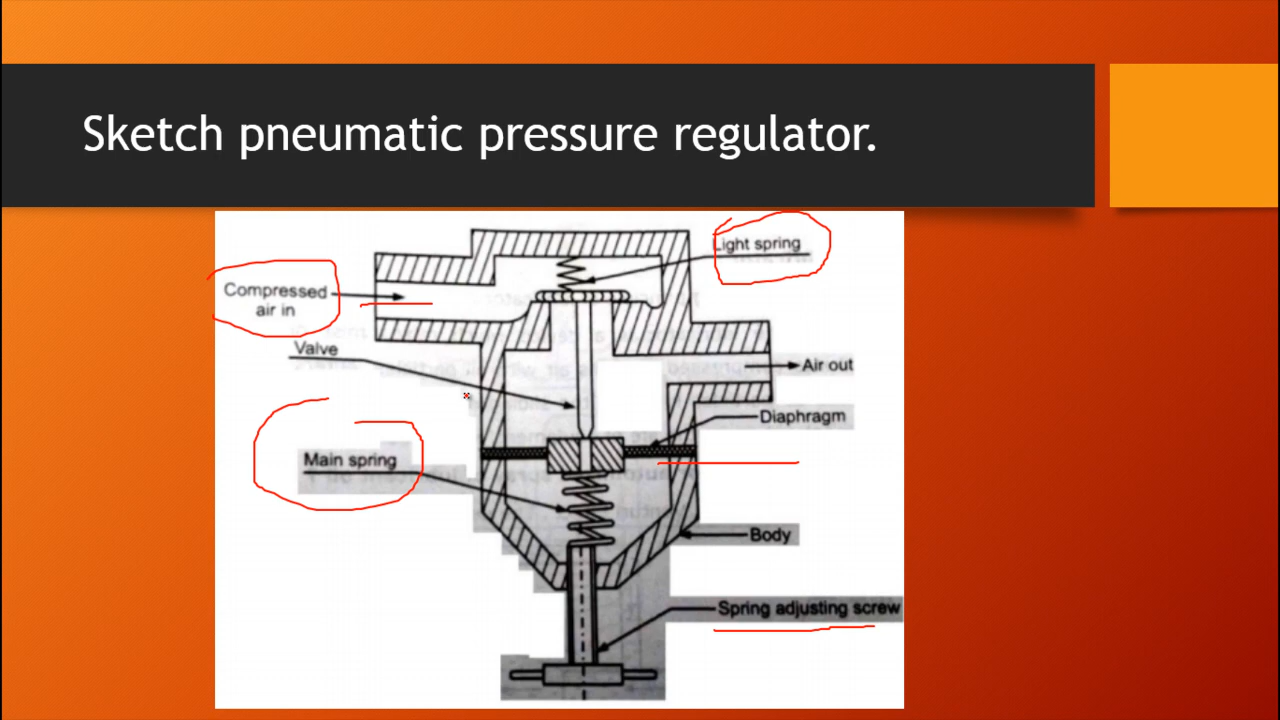 Sketch pneumatic pressure regulator.
Light spring
Compressed
air in
Valve
Air out
Diaphragm
Main spring
Body
Spring adjusting screw